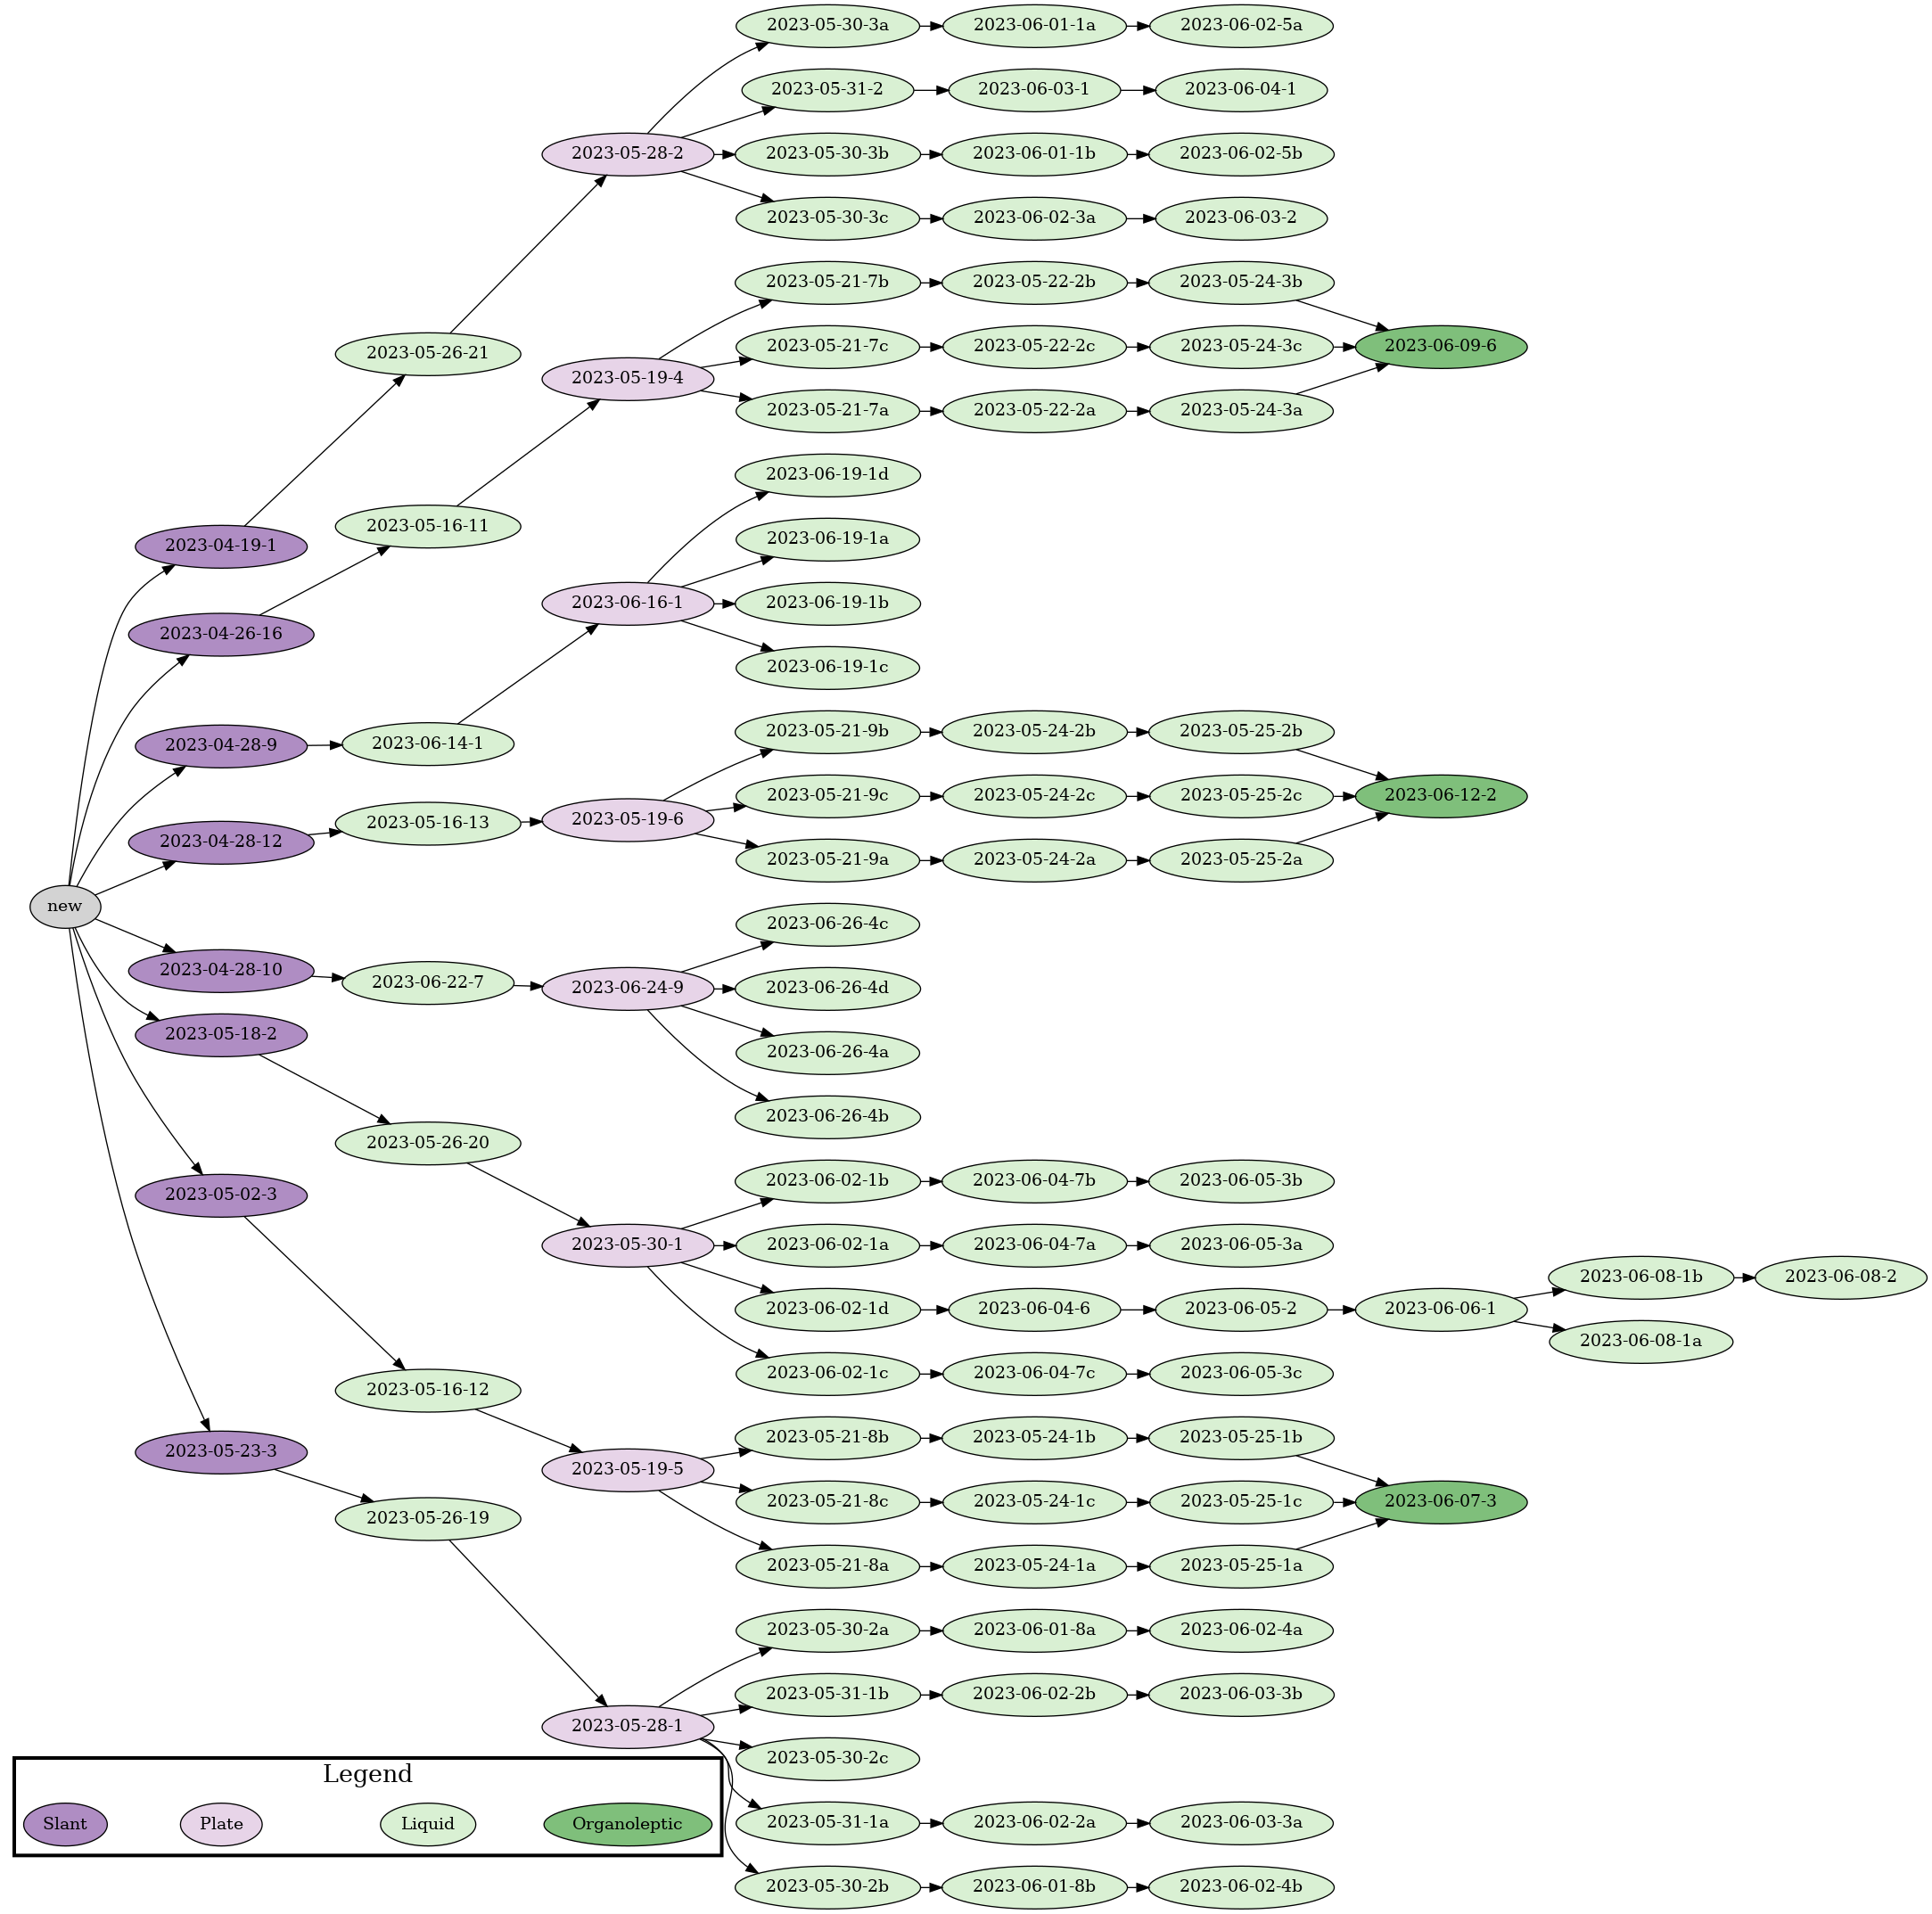 2023-05-30-3a 2023-06-01-1a 2023-06-02-5a
2023-05-31-2 2023-06-03-1 2023-06-04-1
2023-05-28-2 2023-05-30-3b 2023-06-01-1b 2023-06-02-5b
2023-05-30-3c 2023-06-02-3a 2023-06-03-2
2023-05-21-7b 2023-05-22-2b 2023-05-24-3b
2023-05-26-21 2023-05-21-7c 2023-05-22-2c 2023-05-24-3c 2023-06-09-6
2023-05-19-4
2023-05-21-7a 2023-05-22-2a 2023-05-24-3a
2023-06-19-1d
2023-05-16-11
2023-04-19-1 2023-06-19-1a
2023-06-16-1 2023-06-19-1b
2023-04-26-16
2023-06-19-1c
2023-05-21-9b 2023-05-24-2b 2023-05-25-2b
2023-04-28-9 2023-06-14-1
2023-05-21-9c 2023-05-24-2c 2023-05-25-2c 2023-06-12-2
2023-05-16-13 2023-05-19-6
2023-04-28-12
2023-05-21-9a 2023-05-24-2a 2023-05-25-2a
new
2023-06-26-4c
2023-04-28-10
2023-06-22-7 2023-06-24-9 2023-06-26-4d
2023-05-18-2
2023-06-26-4a
2023-06-26-4b
2023-05-26-20
2023-06-02-1b 2023-06-04-7b 2023-06-05-3b
2023-05-02-3
2023-05-30-1 2023-06-02-1a 2023-06-04-7a 2023-06-05-3a
2023-06-08-1b 2023-06-08-2
2023-06-02-1d 2023-06-04-6 2023-06-05-2 2023-06-06-1
2023-06-08-1a
2023-06-02-1c 2023-06-04-7c 2023-06-05-3c
2023-05-16-12
2023-05-21-8b 2023-05-24-1b 2023-05-25-1b
2023-05-23-3
2023-05-19-5
2023-05-21-8c 2023-05-24-1c 2023-05-25-1c 2023-06-07-3
2023-05-26-19
2023-05-21-8a 2023-05-24-1a 2023-05-25-1a
2023-05-30-2a 2023-06-01-8a 2023-06-02-4a
2023-05-31-1b 2023-06-02-2b 2023-06-03-3b
2023-05-28-1
2023-05-30-2c
Legend
Slant Plate Liquid Organoleptic
2023-05-31-1a 2023-06-02-2a 2023-06-03-3a
2023-05-30-2b 2023-06-01-8b 2023-06-02-4b